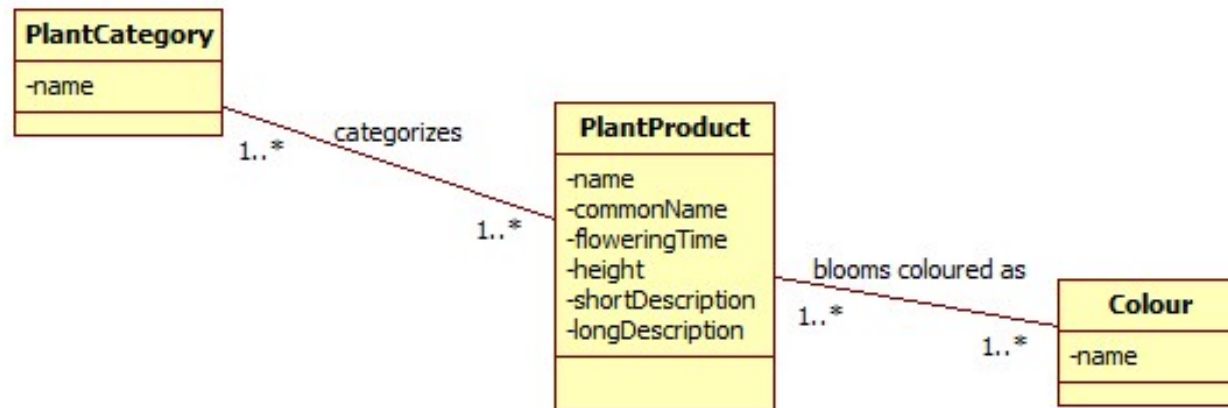 PlantCategory
-name
categorizes
1..*
1..*
PlantProduct
-name
-commonName
-floweringTime
-height
-shortDescription
-longDescription
blooms coloured as
1..*
1..*
Colour
-name